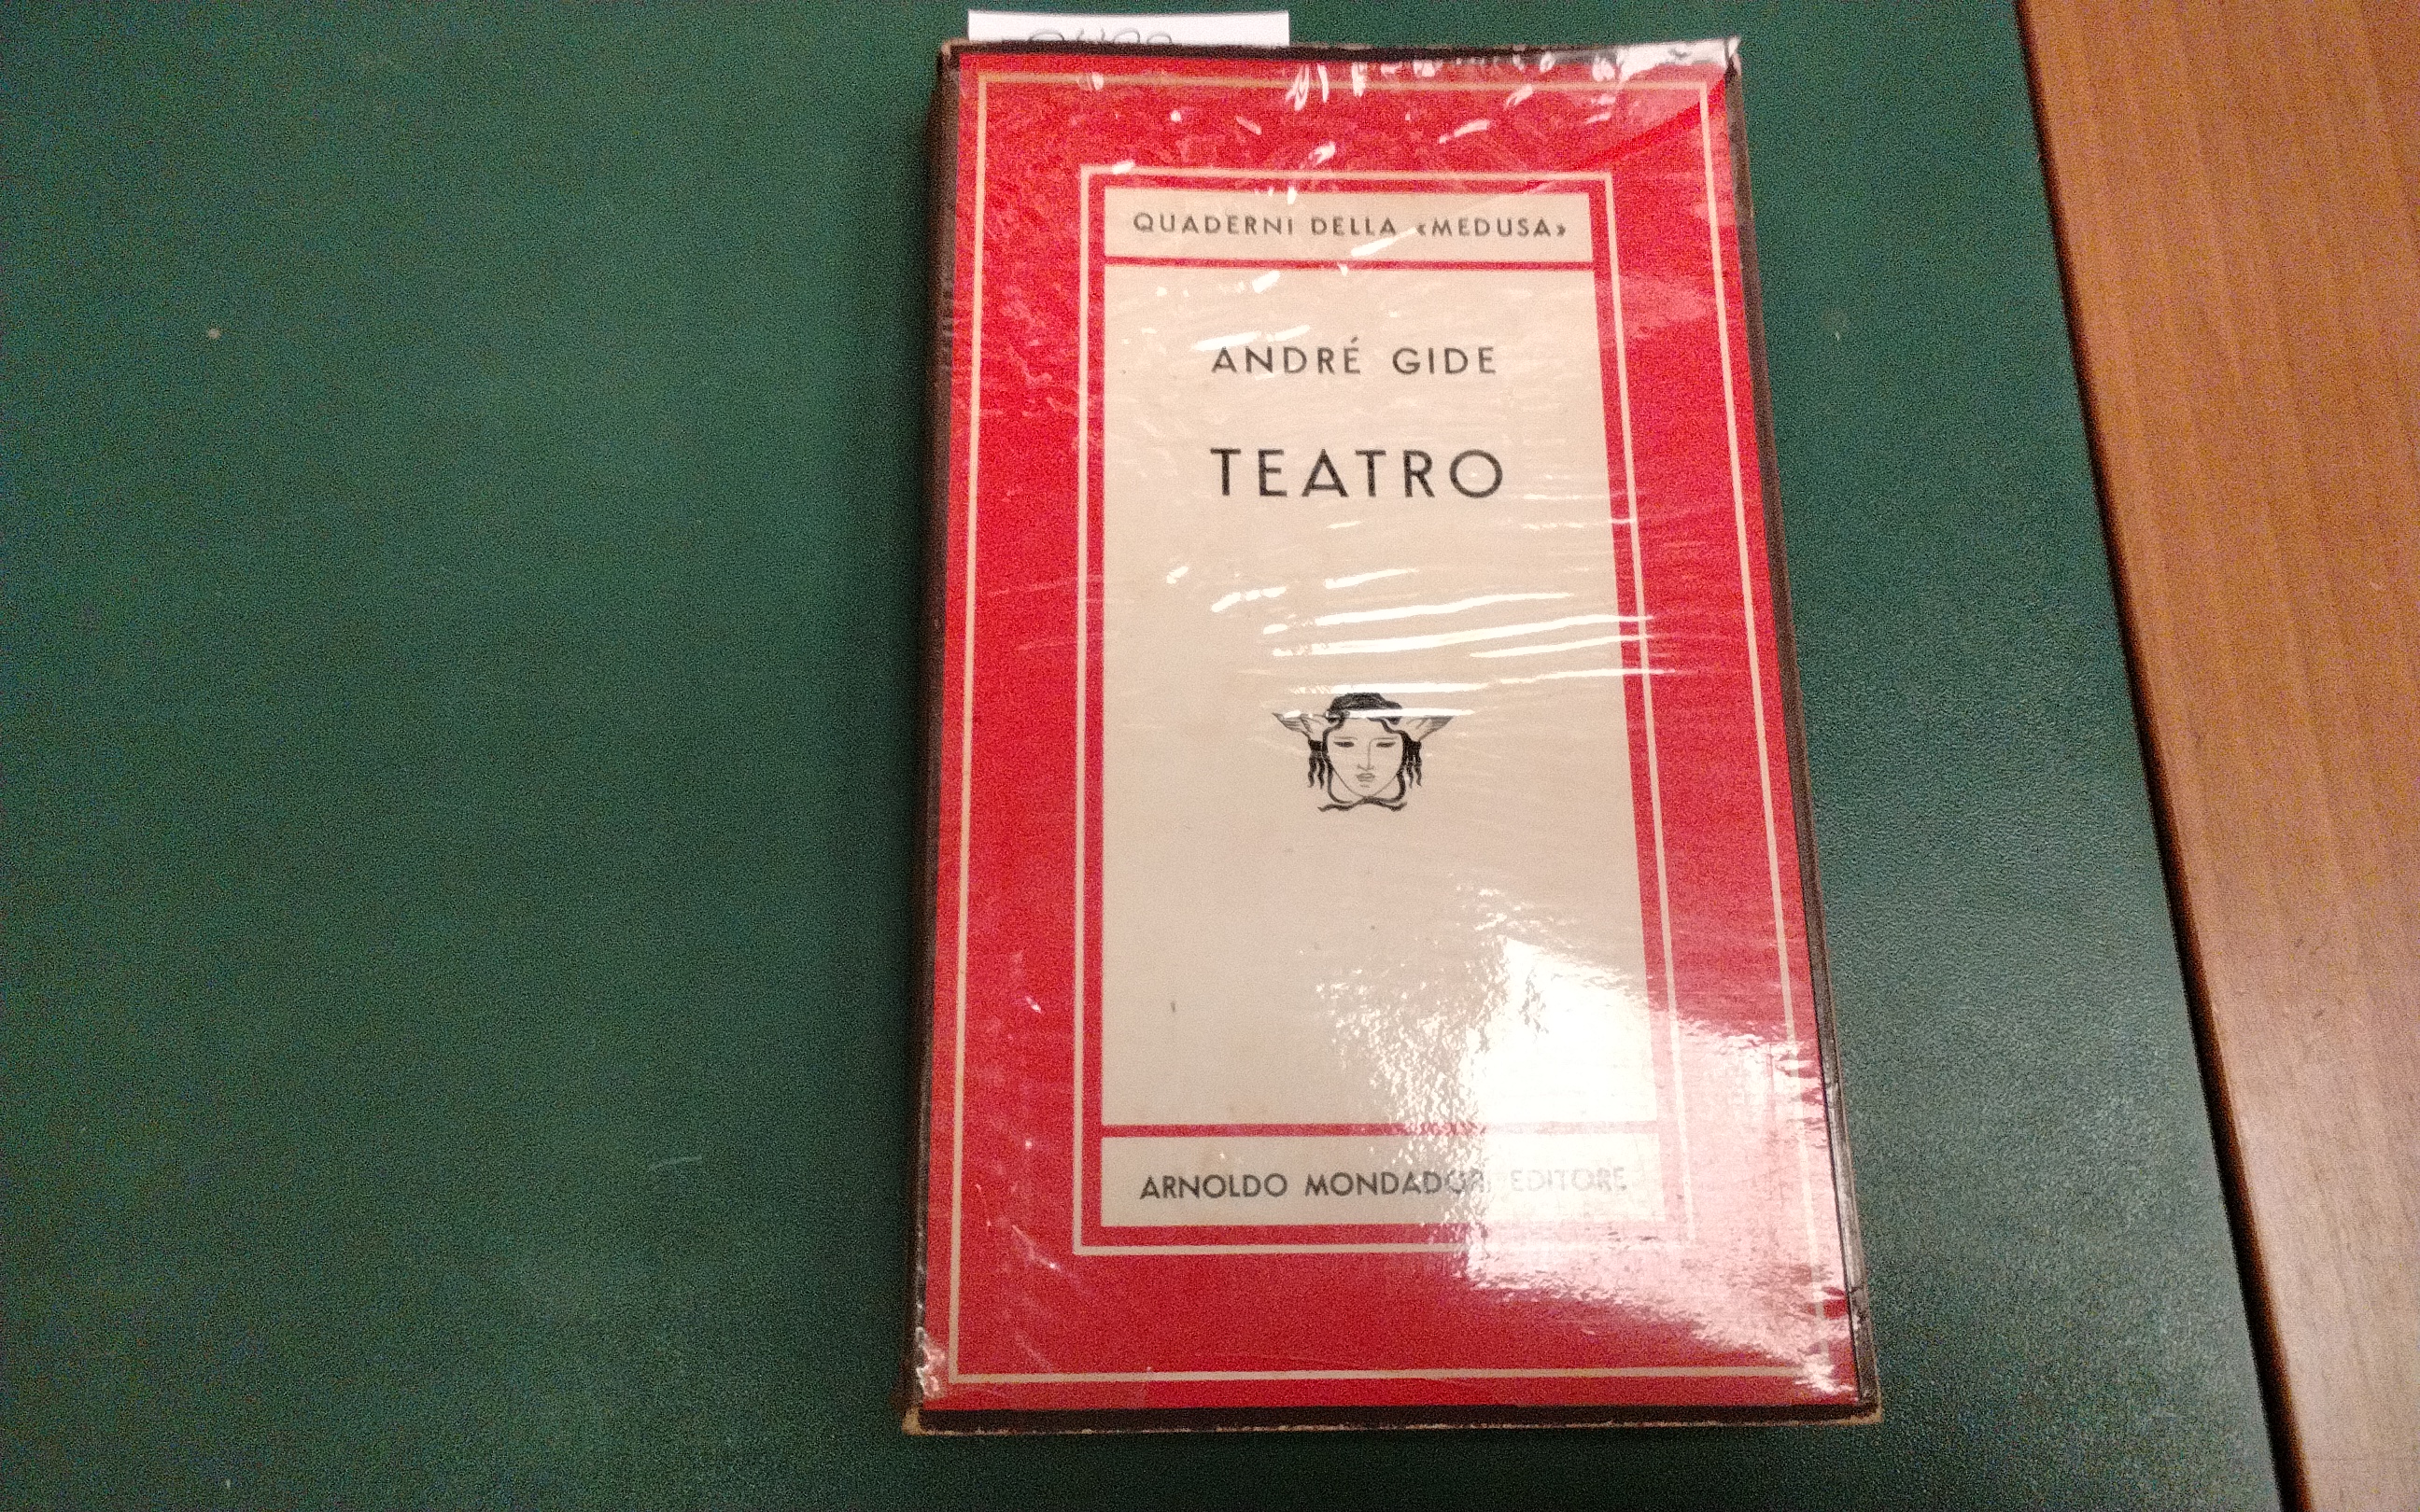 QUADERNI DELLA «MEDUSA»
ANDRÉ GIDE
TEATRO
ARNOLDO MONDADORI EDITORE